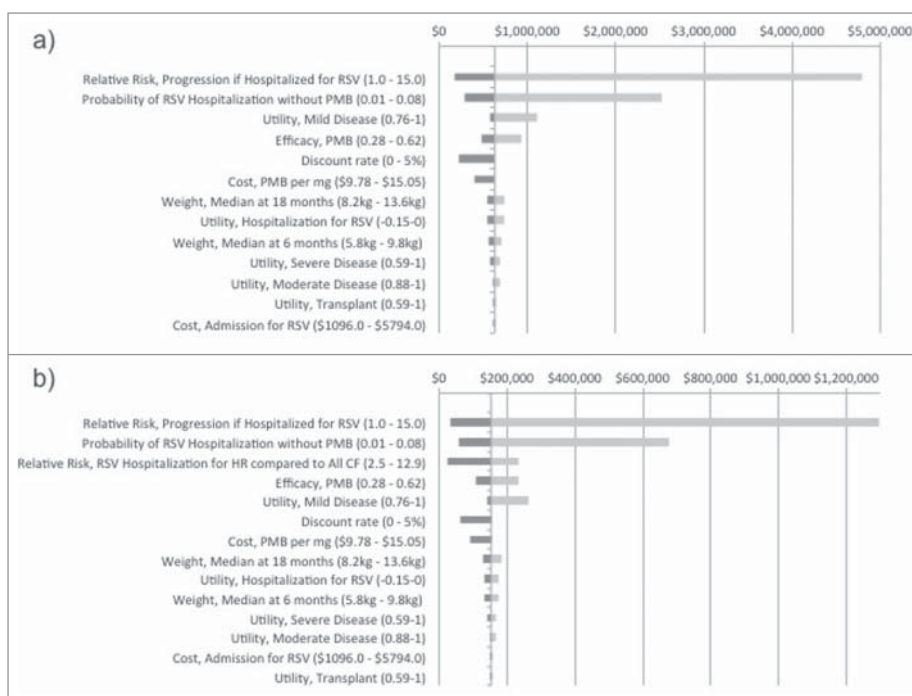 a)
$0 $1,000,000 $2,000,000 $3,000,000 $4,000,000 $5,000,000
Relative Risk, Progression if Hospitalized for RSV (1.0 - 15.0)
Probability of RSV Hospitalization without PMB (0.01 - 0.08)
Utility, Mild Disease (0.76-1)
Efficacy, PMB (0.28 - 0.62)
Discount rate (0 - 5%)
Cost, PMB per mg ($9.78 - $15.05)
Weight, Median at 18 months (8.2kg - 13.6kg)
Utility, Hospitalization for RSV (-0.15-0)
Weight, Median at 6 months (5.8kg - 9.8kg)
Utility, Severe Disease (0.59-1)
Utility, Moderate Disease (0.88-1)
Utility, Transplant (0.59-1)
Cost, Admission for RSV ($1096.0 - $5794.0)
b)
$0 $200,000 $400,000 $600,000 $800,000 $1,000,000 $1,200,000
Relative Risk, Progression if Hospitalized for RSV (1.0 - 15.0)
Probability of RSV Hospitalization without PMB (0.01 - 0.08)
Relative Risk, RSV Hospitalization for HR compared to All CF (2.5 - 12.9)
Efficacy, PMB (0.28 - 0.62)
Utility, Mild Disease (0.76-1)
Discount rate (0 - 5%)
Cost, PMB per mg ($9.78 - $15.05)
Weight, Median at 18 months (8.2kg - 13.6kg)
Utility, Hospitalization for RSV (-0.15-0)
Weight, Median at 6 months (5.8kg - 9.8kg)
Utility, Severe Disease (0.59-1)
Utility, Moderate Disease (0.88-1)
Cost, Admission for RSV ($1096.0 - $5794.0)
Utility, Transplant (0.59-1)